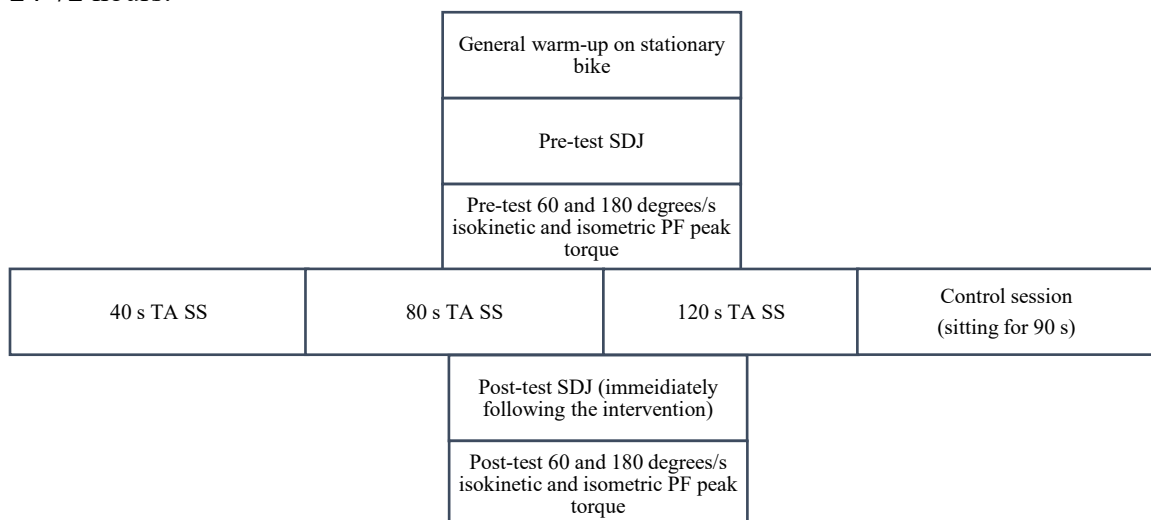 hours.
General warm-up on stationary
bike
Pre-test SDJ
Pre-test 60 and 180 degrees/s
isokinetic and isometric PF peak
torque
40 s TA SS
80 s TA SS
120 s TA SS
Control session
(sitting for 90 s)
Post-test SDJ (immeidiately
following the intervention)
Post-test 60 and 180 degrees/s
isokinetic and isometric PF peak
torque